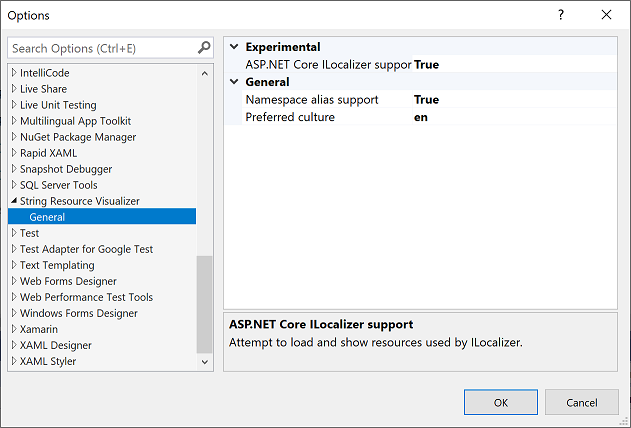 Options
?
Search Options (Ctrl+E)
IntelliCode
Live Share
Live Unit Testing
Multilingual App Toolkit
NuGet Package Manager
Rapid XAML
Snapshot Debugger
SQL Server Tools
String Resource Visualizer
General
Test
Test Adapter for Google Test
Text Templating
Web Forms Designer
Web Performance Test Tools
Windows Forms Designer
Xamarin
XAML Designer
XAML Styler
Experimental
ASP.NET Core ILocalizer suppor True
General
Namespace alias support True
Preferred culture en
ASP.NET Core ILocalizer support
Attempt to load and show resources used by ILocalizer.
OK Cancel